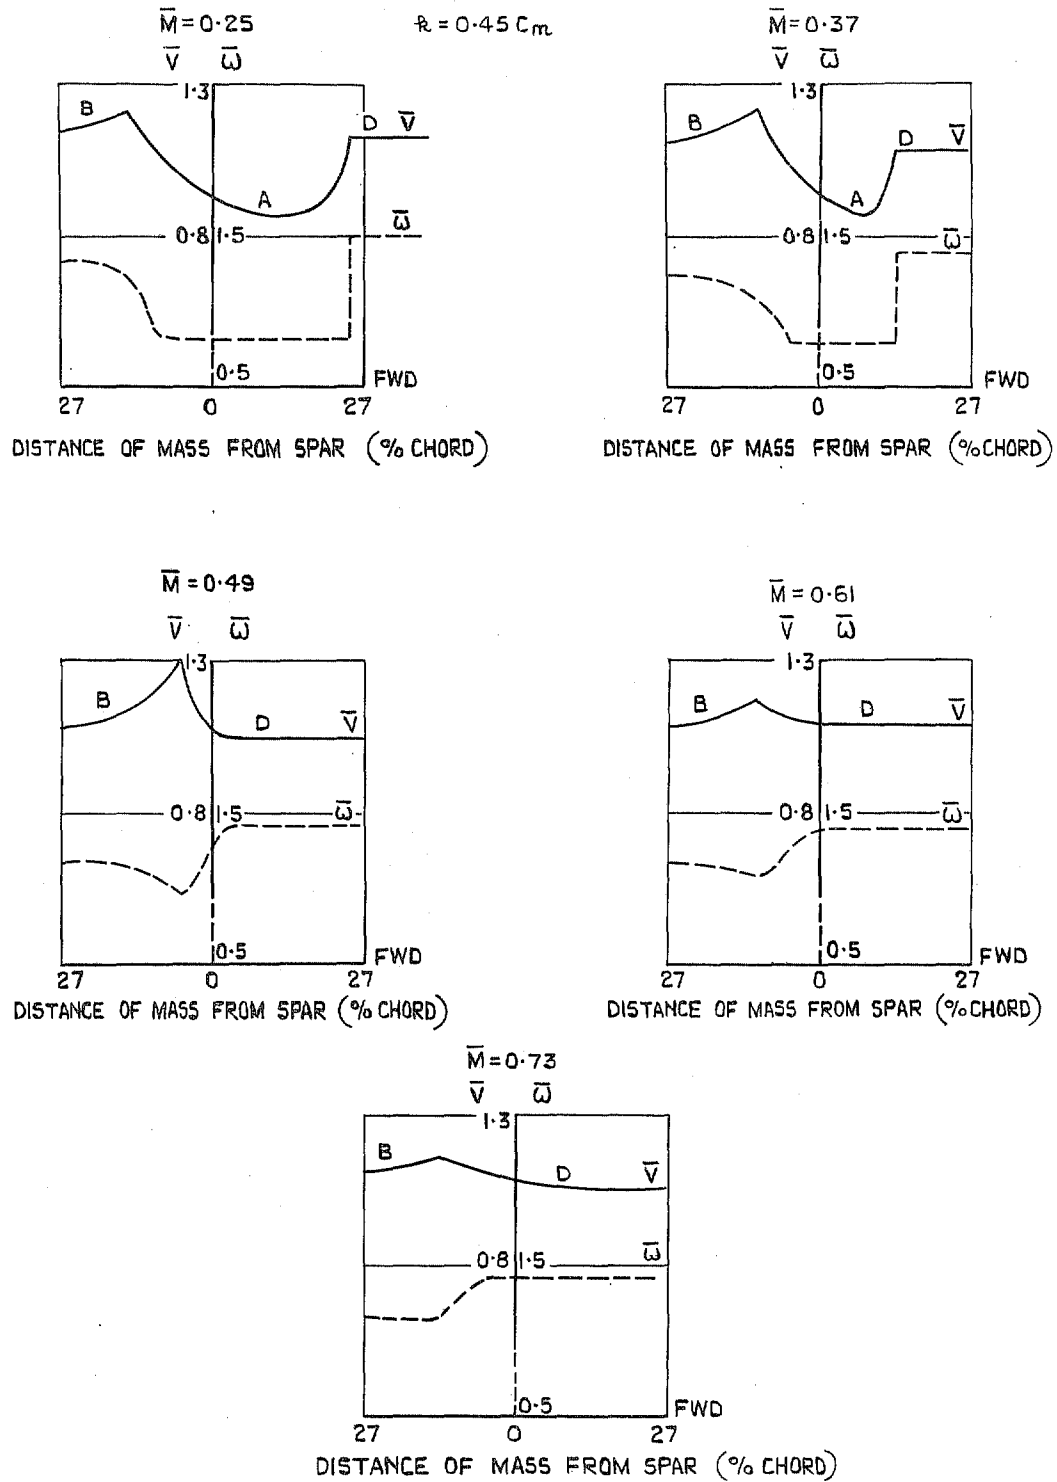 M̄ = 0·25
k = 0·45 Cm
M̄ = 0·37
V̄ ω̄
V̄ ω̄
1·3
B
D V̄
A
0·8 1·5
ω̄
0·5
FWD
27 0 27
DISTANCE OF MASS FROM SPAR (% CHORD)
1·3
B
D V̄
A
0·8 1·5
ω̄
0·5
FWD
27 0 27
DISTANCE OF MASS FROM SPAR (% CHORD)
M̄ = 0·49
V̄ ω̄
1·3
B
D V̄
0·8 1·5
ω̄
0·5
FWD
27 0 27
DISTANCE OF MASS FROM SPAR (% CHORD)
M̄ = 0·61
V̄ ω̄
1·3
B
D V̄
0·8 1·5
ω̄
0·5
FWD
27 0 27
DISTANCE OF MASS FROM SPAR (% CHORD)
M̄ = 0·73
V̄ ω̄
1·3
B
D V̄
0·8 1·5
ω̄
0·5
FWD
27 0 27
DISTANCE OF MASS FROM SPAR (% CHORD)